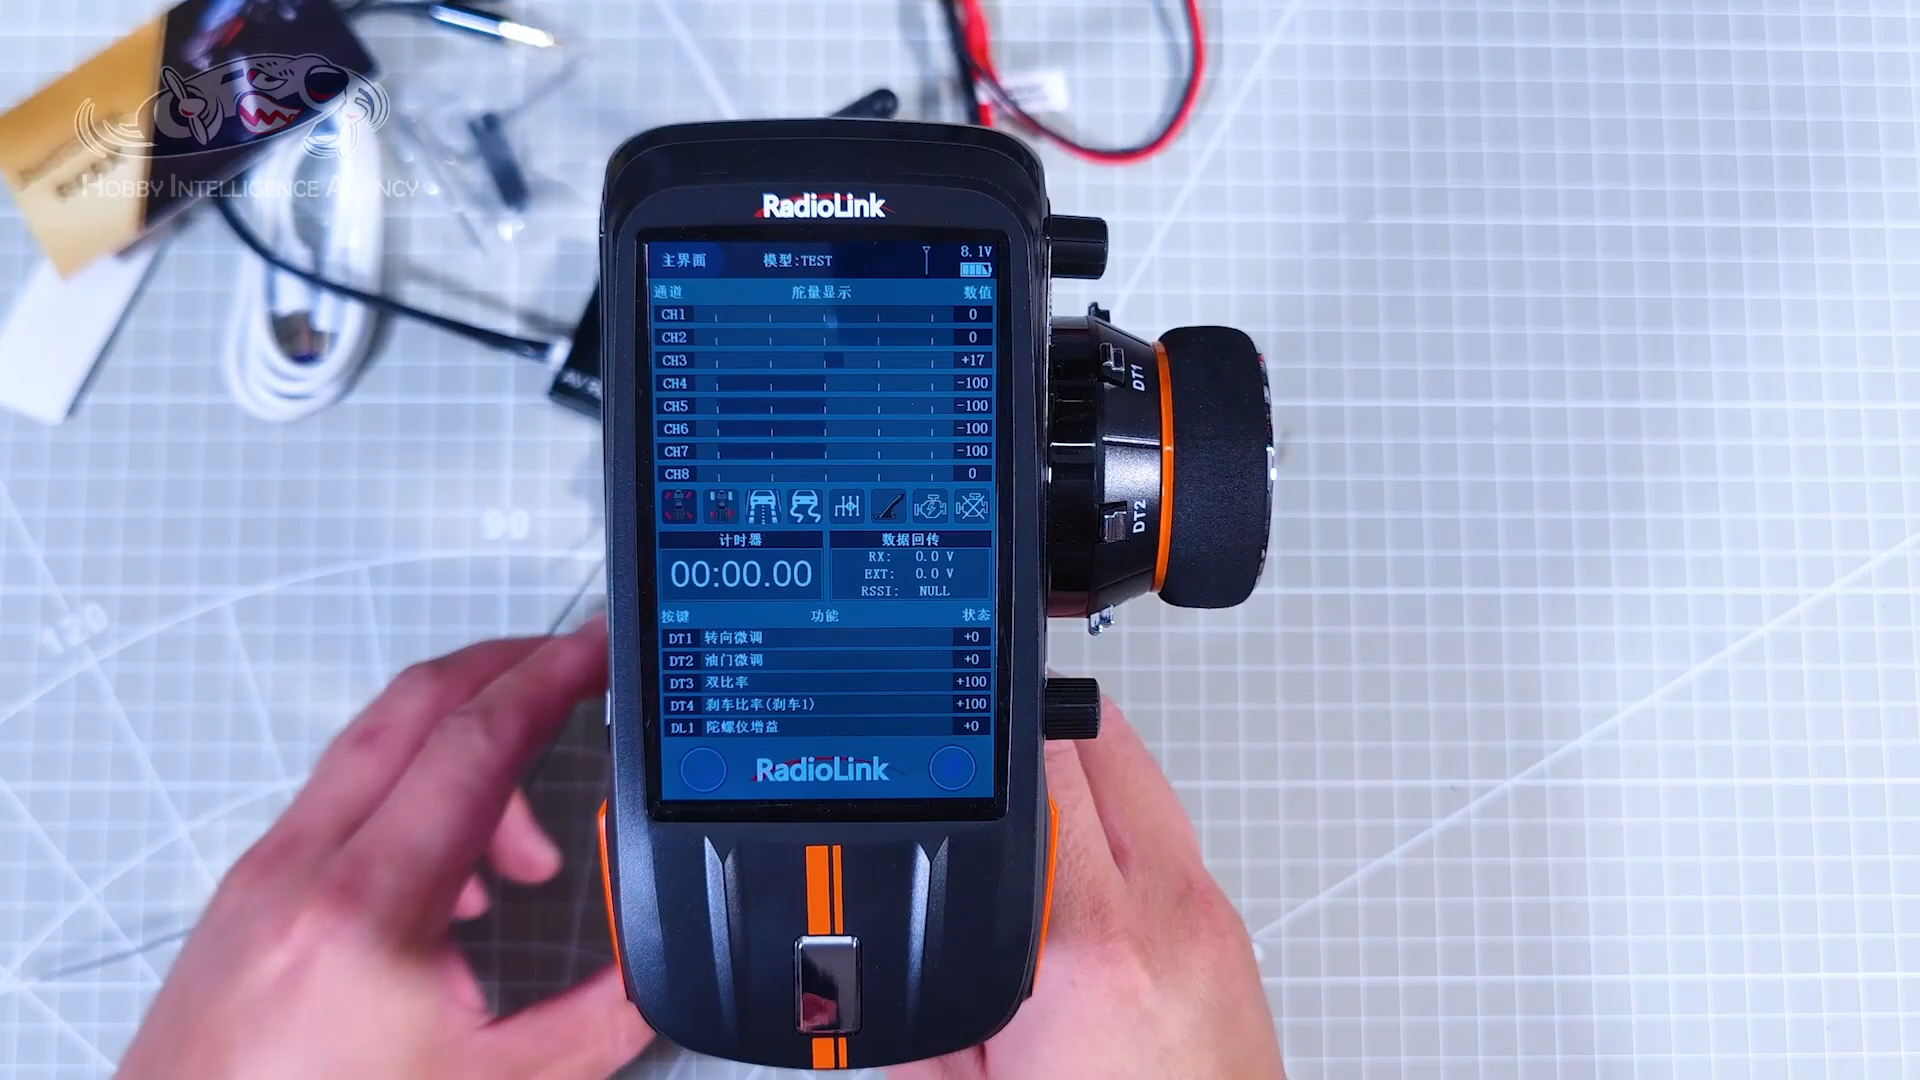 HOBBY INTELLIGENCE AGENCY
RadioLink
主界面 模型:TEST 8.1V
通道 舵量显示 数值
CH1 0
CH2 0
CH3 +17
CH4 -100
CH5 -100
CH6 -100
CH7 -100
CH8 0
计时器 数据回传
00:00.00
RX: 0.0 V
EXT: 0.0 V
RSSI: NULL
按键 功能 状态
DT1 转向微调 +0
DT2 油门微调 +0
DT3 双比率 +100
DT4 刹车比率(刹车1) +100
DL1 陀螺仪增益 +0
RadioLink
DT1
DT2
90
120